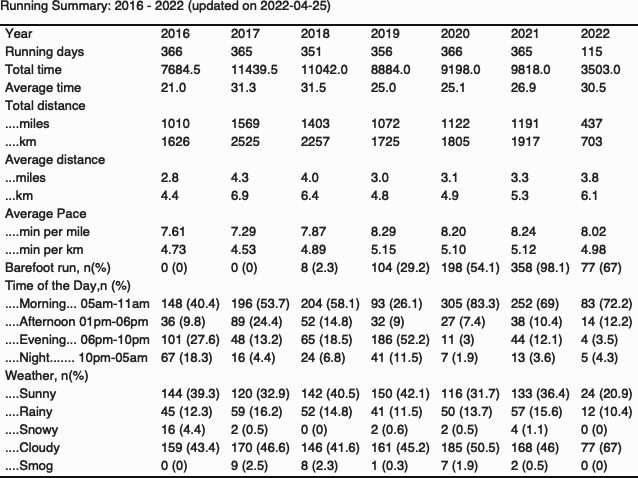 Running Summary: 2016 - 2022 (updated on 2022-04-25)
Year 2016 2017 2018 2019 2020 2021 2022
Running days 366 365 351 356 366 365 115
Total time 7684.5 11439.5 11042.0 8884.0 9198.0 9818.0 3503.0
Average time 21.0 31.3 31.5 25.0 25.1 26.9 30.5
Total distance
....miles 1010 1569 1403 1072 1122 1191 437
....km 1626 2525 2257 1725 1805 1917 703
Average distance
...miles 2.8 4.3 4.0 3.0 3.1 3.3 3.8
...km 4.4 6.9 6.4 4.8 4.9 5.3 6.1
Average Pace
....min per mile 7.61 7.29 7.87 8.29 8.20 8.24 8.02
....min per km 4.73 4.53 4.89 5.15 5.10 5.12 4.98
Barefoot run, n(%) 0 (0) 0 (0) 8 (2.3) 104 (29.2) 198 (54.1) 358 (98.1) 77 (67)
Time of the Day,n (%)
....Morning... 05am-11am 148 (40.4) 196 (53.7) 204 (58.1) 93 (26.1) 305 (83.3) 252 (69) 83 (72.2)
....Afternoon 01pm-06pm 36 (9.8) 89 (24.4) 52 (14.8) 32 (9) 27 (7.4) 38 (10.4) 14 (12.2)
....Evening... 06pm-10pm 101 (27.6) 48 (13.2) 65 (18.5) 186 (52.2) 11 (3) 44 (12.1) 4 (3.5)
....Night....... 10pm-05am 67 (18.3) 16 (4.4) 24 (6.8) 41 (11.5) 7 (1.9) 13 (3.6) 5 (4.3)
Weather, n(%)
....Sunny 144 (39.3) 120 (32.9) 142 (40.5) 150 (42.1) 116 (31.7) 133 (36.4) 24 (20.9)
....Rainy 45 (12.3) 59 (16.2) 52 (14.8) 41 (11.5) 50 (13.7) 57 (15.6) 12 (10.4)
....Snowy 16 (4.4) 2 (0.5) 0 (0) 2 (0.6) 2 (0.5) 4 (1.1) 0 (0)
....Cloudy 159 (43.4) 170 (46.6) 146 (41.6) 161 (45.2) 185 (50.5) 168 (46) 77 (67)
....Smog 0 (0) 9 (2.5) 8 (2.3) 1 (0.3) 7 (1.9) 2 (0.5) 0 (0)